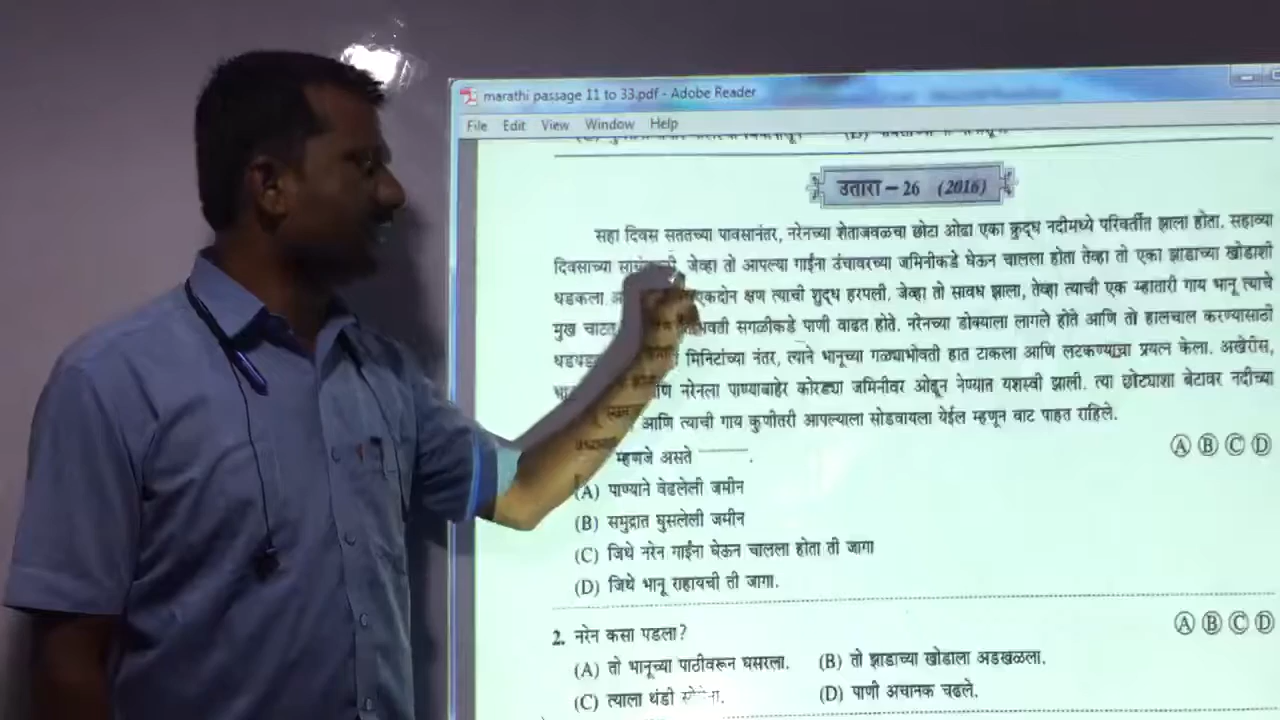 marathi passage 11 to 33.pdf - Adobe Reader
File Edit View Window Help
उतारा – 26 (2016)
सहा दिवस सततच्या पावसानंतर, नरेनच्या शेताजवळचा छोटा ओढा एका क्रुद्ध नदीमध्ये परिवर्तीत झाला होता. सहाव्या
दिवसाच्या जेव्हा तो आपल्या गाईंना उंचावरच्या जमिनीकडे घेऊन चालला होता तेव्हा तो एका झाडाच्या खोडाशी
धडकला एकदोन क्षण त्याची शुद्ध हरपली. जेव्हा तो सावध झाला, तेव्हा त्याची एक म्हातारी गाय भानू त्याचे
मुख चाटत सगळीकडे पाणी वाढत होते. नरेनच्या डोक्याला लागले होते आणि तो हालचाल करण्यासाठी
मिनिटांच्या नंतर, त्याने भानूच्या गळ्याभोवती हात टाकला आणि लटकण्याचा प्रयत्न केला. अखेरीस,
नरेनला पाण्याबाहेर कोरड्या जमिनीवर ओढून नेण्यात यशस्वी झाली. त्या छोट्याशा बेटावर नदीच्या
आणि त्याची गाय कुणीतरी आपल्याला सोडवायला येईल म्हणून वाट पाहत राहिले.
म्हणजे असते ———. Ⓐ Ⓑ Ⓒ Ⓓ
(A) पाण्याने वेढलेली जमीन
(B) समुद्रात घुसलेली जमीन
(C) जिथे नरेन गाईंना घेऊन चालला होता ती जागा
(D) जिथे भानू राहायची ती जागा.
2. नरेन कसा पडला? Ⓐ Ⓑ Ⓒ Ⓓ
(A) तो भानूच्या पाठीवरून घसरला. (B) तो झाडाच्या खोडाला अडखळला.
(C) त्याला थंडी (D) पाणी अचानक चढले.